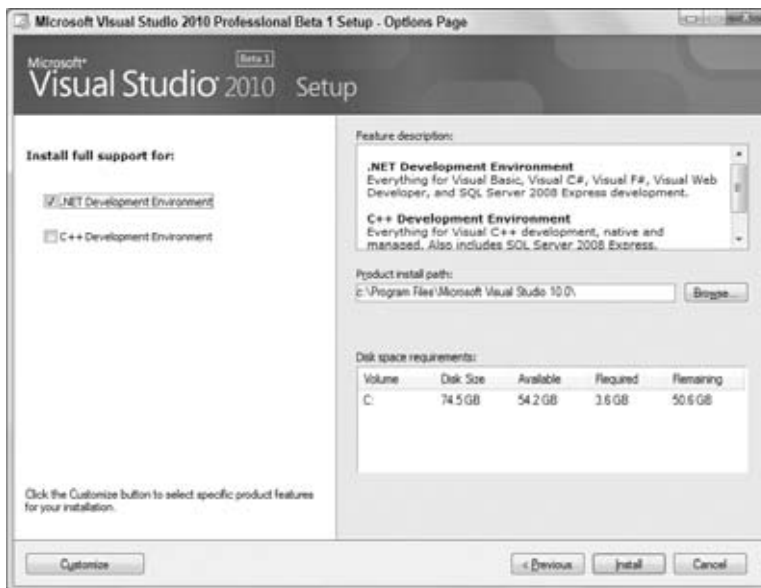 Microsoft Visual Studio 2010 Professional Beta 1 Setup - Options Page
Microsoft®
Visual Studio® 2010 Setup
Beta 1
Install full support for:
.NET Development Environment
C++ Development Environment
Click the Customize button to select specific product features
for your installation.
Feature description:
.NET Development Environment
Everything for Visual Basic, Visual C#, Visual F#, Visual Web
Developer, and SQL Server 2008 Express development.
C++ Development Environment
Everything for Visual C++ development, native and
managed. Also includes SQL Server 2008 Express.
Product install path:
c:\Program Files\Microsoft Visual Studio 10.0\
Browse...
Disk space requirements:
Volume Disk Size Available Required Remaining
C: 74.5 GB 54.2 GB 3.6 GB 50.6 GB
Customize
< Previous
Install
Cancel